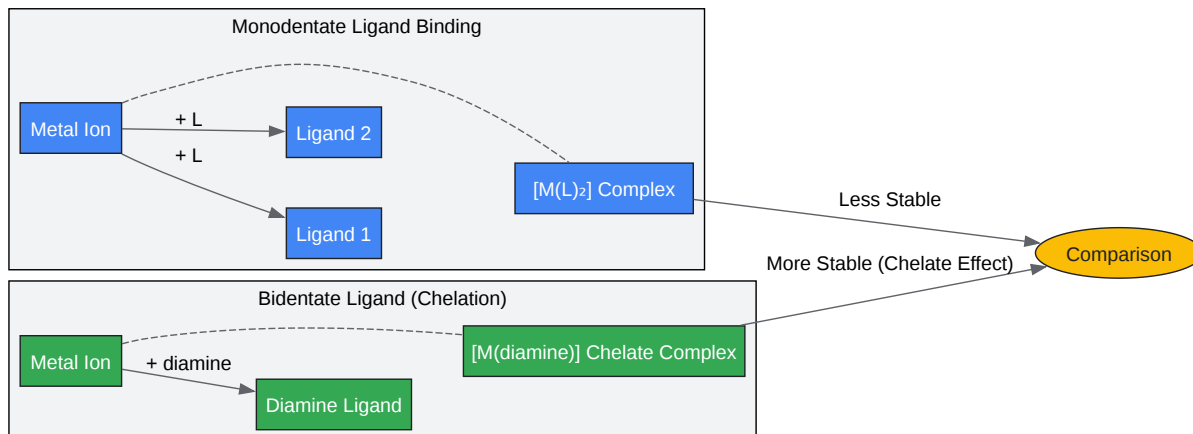 Monodentate Ligand Binding
Metal Ion
+ L
Ligand 2
+ L
Ligand 1
[M(L)₂] Complex
Less Stable
Comparison
More Stable (Chelate Effect)
Bidentate Ligand (Chelation)
Metal Ion
+ diamine
Diamine Ligand
[M(diamine)] Chelate Complex